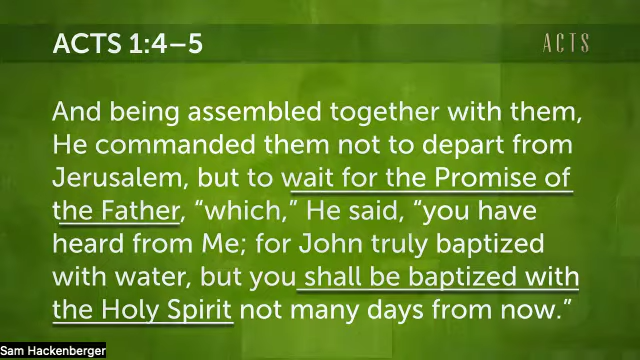 ACTS 1:4–5
ACTS
And being assembled together with them,
He commanded them not to depart from
Jerusalem, but to wait for the Promise of
the Father, “which,” He said, “you have
heard from Me; for John truly baptized
with water, but you shall be baptized with
the Holy Spirit not many days from now.”
Sam Hackenberger